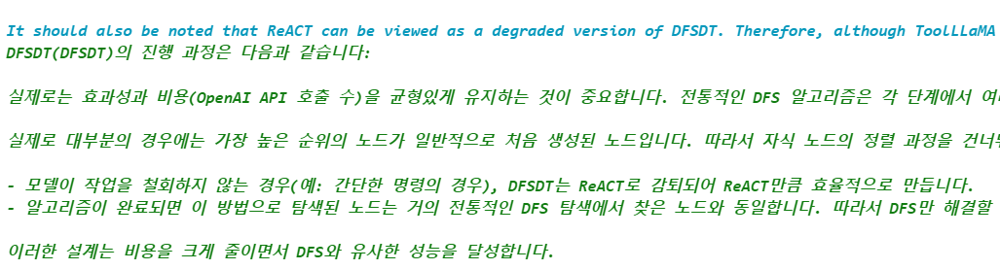 It should also be noted that ReACT can be viewed as a degraded version of DFSDT. Therefore, although ToolLLaMA
DFSDT(DFSDT)의 진행 과정은 다음과 같습니다:
실제로는 효과성과 비용(OpenAI API 호출 수)을 균형있게 유지하는 것이 중요합니다. 전통적인 DFS 알고리즘은 각 단계에서
실제로 대부분의 경우에는 가장 높은 순위의 노드가 일반적으로 처음 생성된 노드입니다. 따라서 자식 노드의 정렬 과정을
- 모델이 작업을 철회하지 않는 경우(예: 간단한 명령의 경우), DFSDT는 ReACT로 감퇴되어 ReACT만큼 효율적으로 만듭니다.
- 알고리즘이 완료되면 이 방법으로 탐색된 노드는 거의 전통적인 DFS 탐색에서 찾은 노드와 동일합니다. 따라서 DFS만 해결할
이러한 설계는 비용을 크게 줄이면서 DFS와 유사한 성능을 달성합니다.